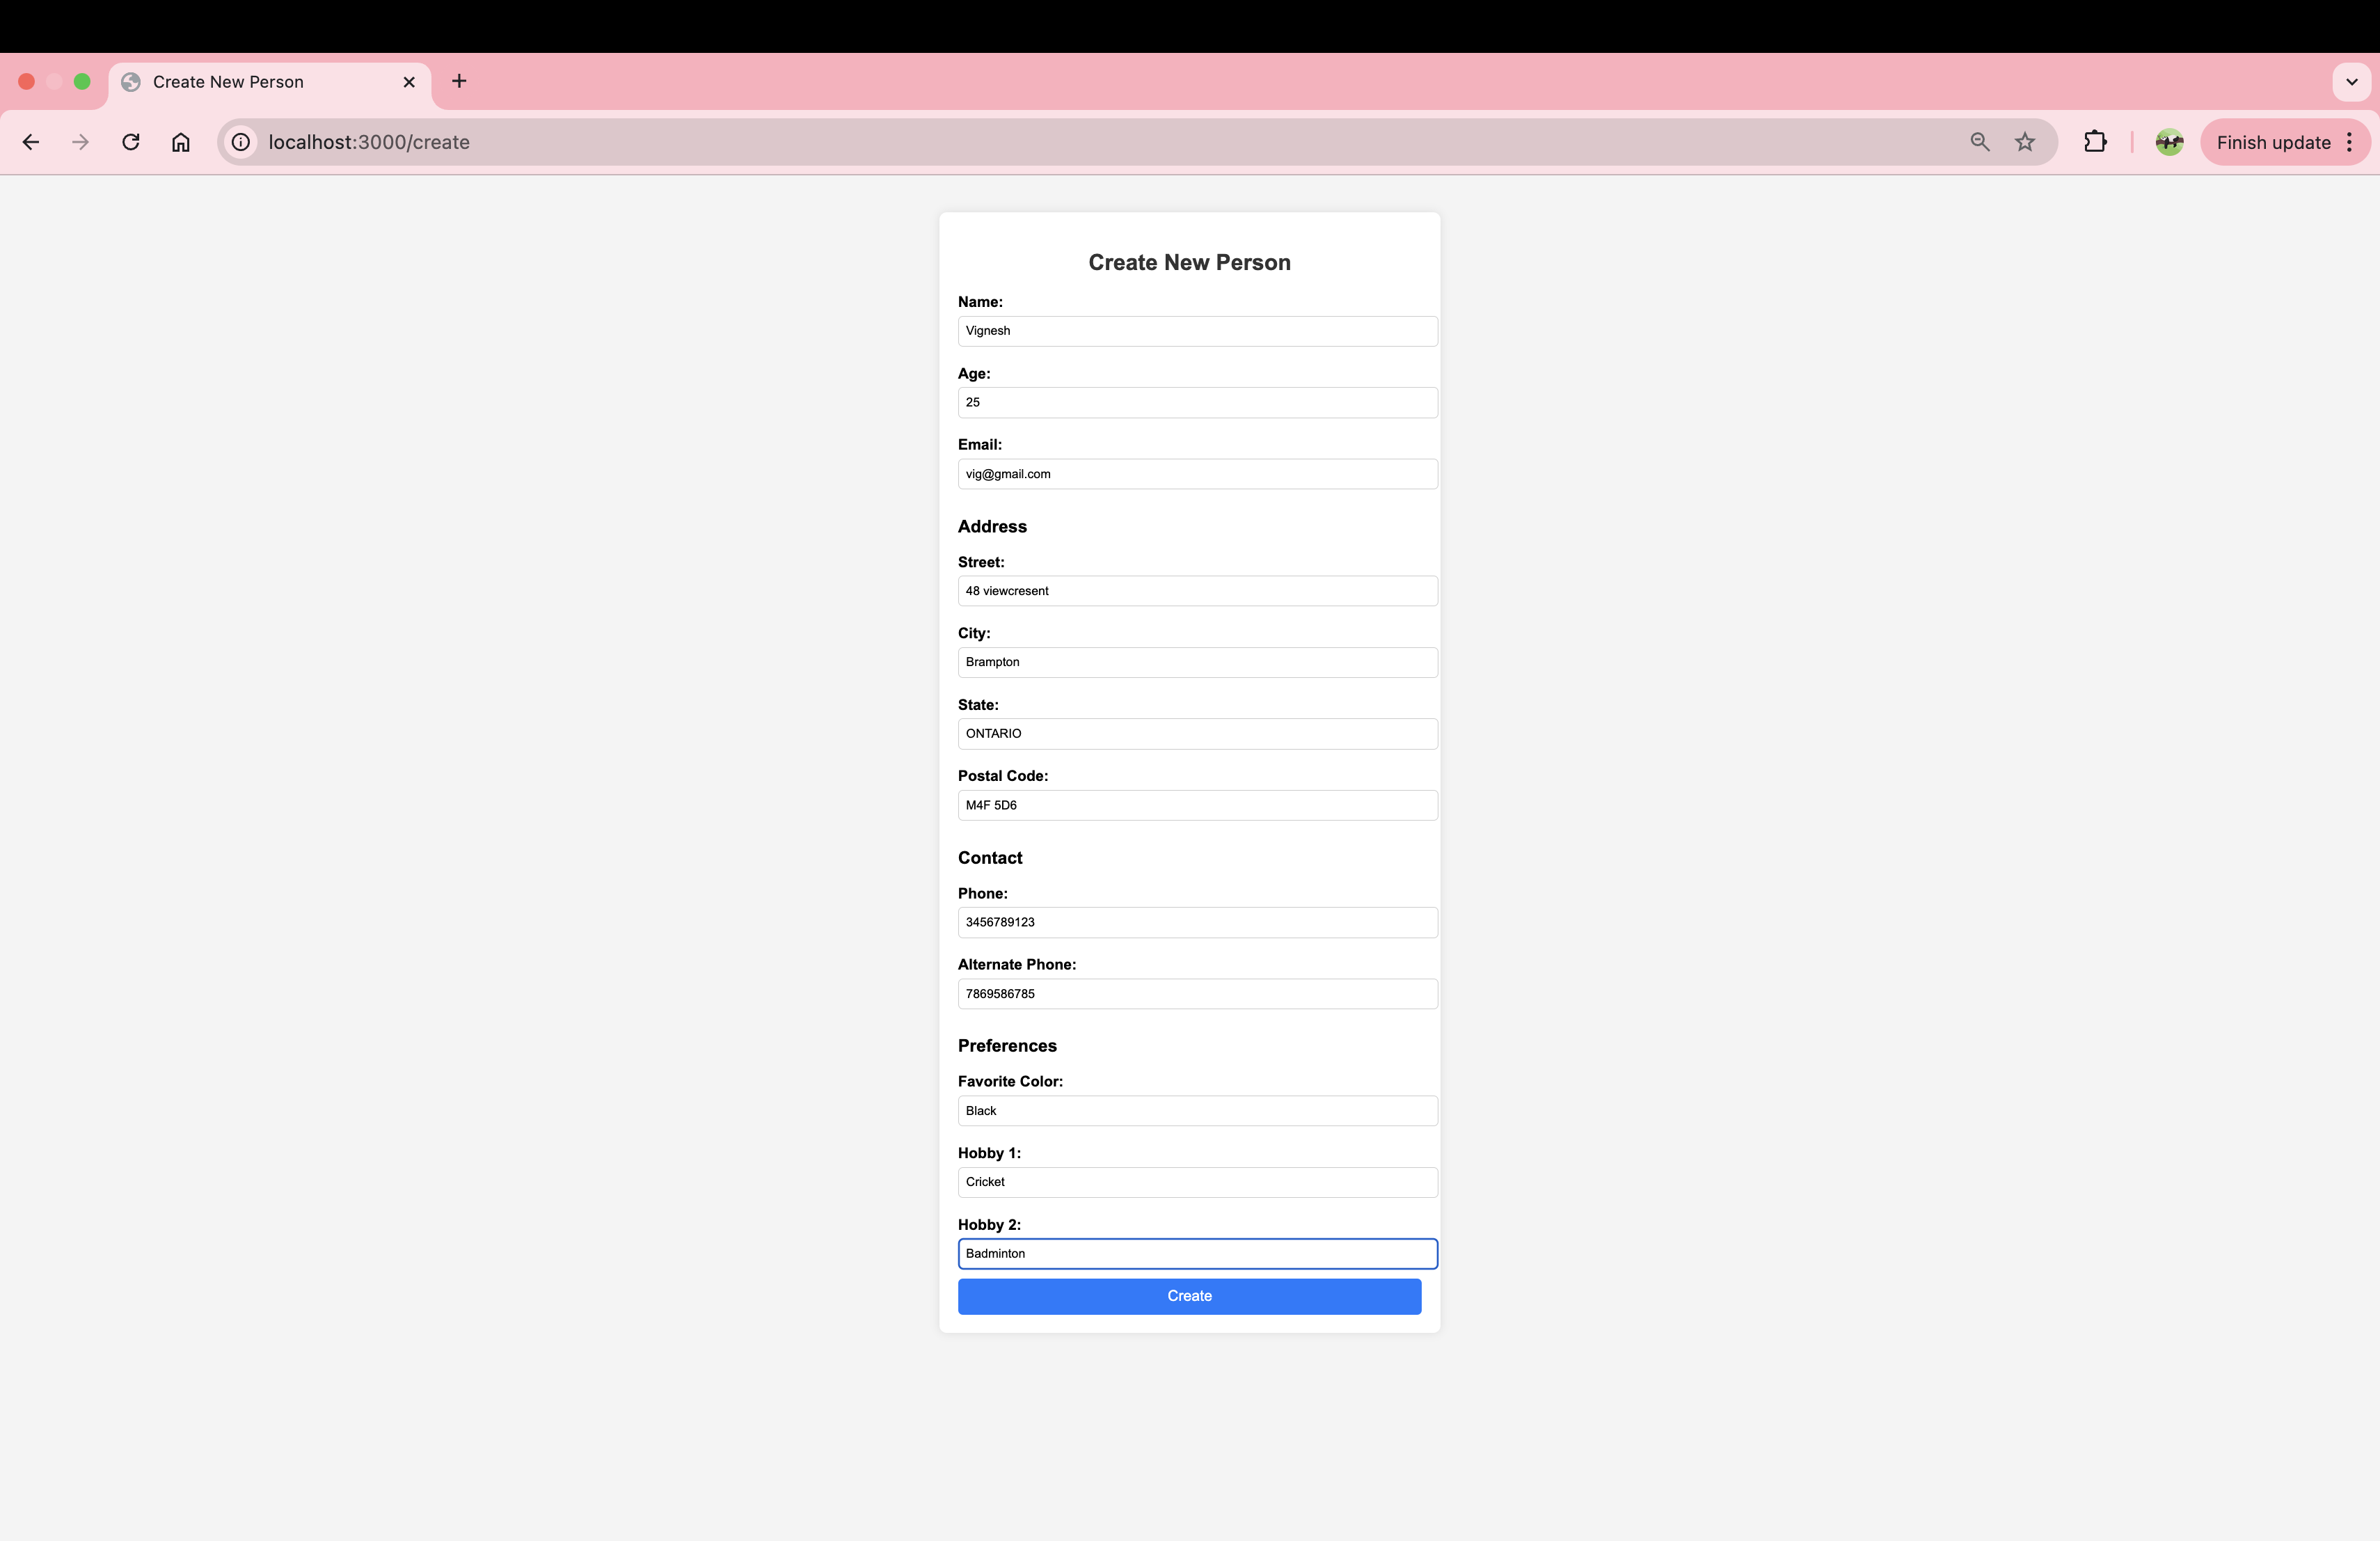 Create New Person
localhost:3000/create
Finish update
Create New Person
Name:
Vignesh
Age:
25
Email:
vig@gmail.com
Address
Street:
48 viewcresent
City:
Brampton
State:
ONTARIO
Postal Code:
M4F 5D6
Contact
Phone:
3456789123
Alternate Phone:
7869586785
Preferences
Favorite Color:
Black
Hobby 1:
Cricket
Hobby 2:
Badminton
Create